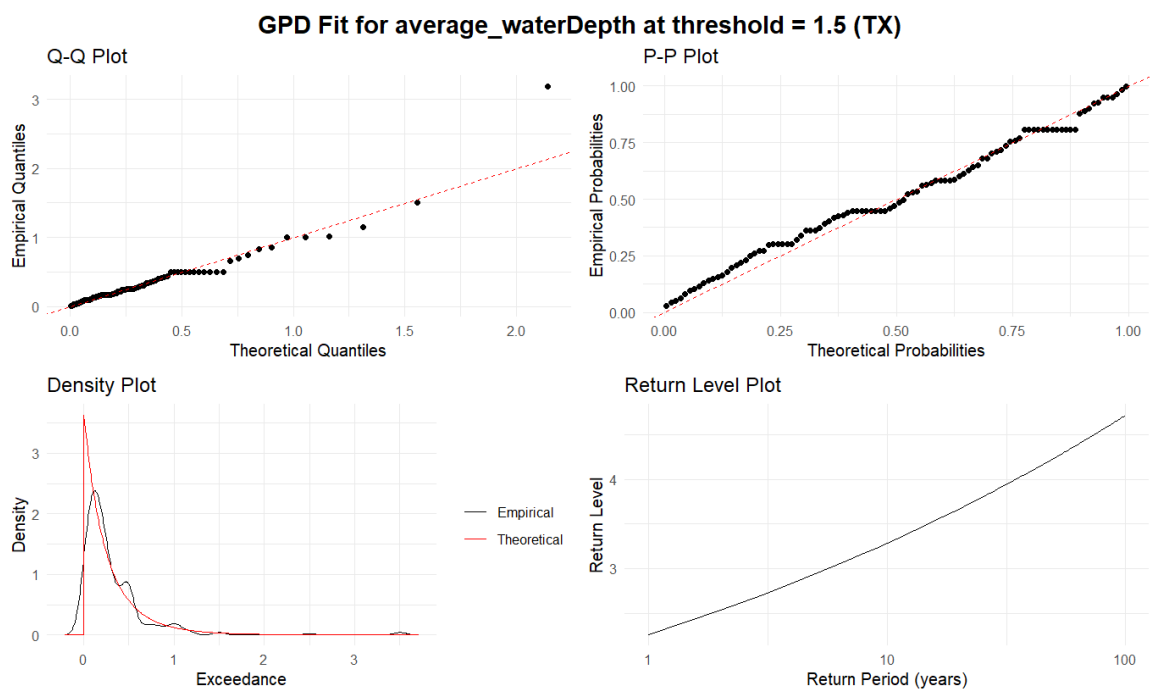 GPD Fit for average_waterDepth at threshold = 1.5 (TX)
Q-Q Plot
3
2
1
0
0.0 0.5 1.0 1.5 2.0
Theoretical Quantiles
Empirical Quantiles
P-P Plot
1.00
0.75
0.50
0.25
0.00
0.00 0.25 0.50 0.75 1.00
Theoretical Probabilities
Empirical Probabilities
Density Plot
3
2
1
0
0 1 2 3
Exceedance
Density
Empirical
Theoretical
Return Level Plot
4
3
1 10 100
Return Period (years)
Return Level